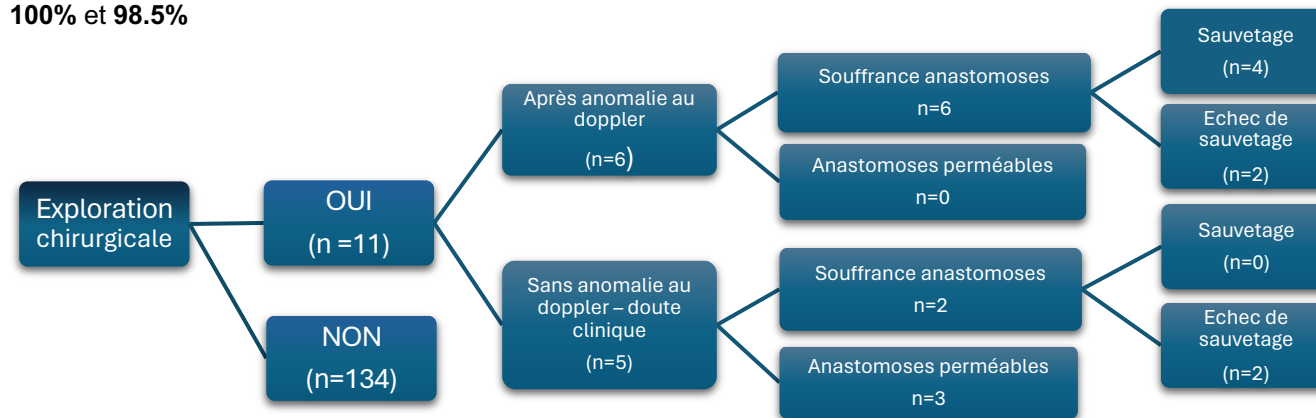 100% et 98.5%
Exploration
chirurgicale
OUI
(n =11)
NON
(n=134)
Après anomalie au
doppler
(n=6)
Sans anomalie au
doppler – doute
clinique
(n=5)
Souffrance anastomoses
n=6
Anastomoses perméables
n=0
Souffrance anastomoses
n=2
Anastomoses perméables
n=3
Sauvetage
(n=4)
Echec de
sauvetage
(n=2)
Sauvetage
(n=0)
Echec de
sauvetage
(n=2)